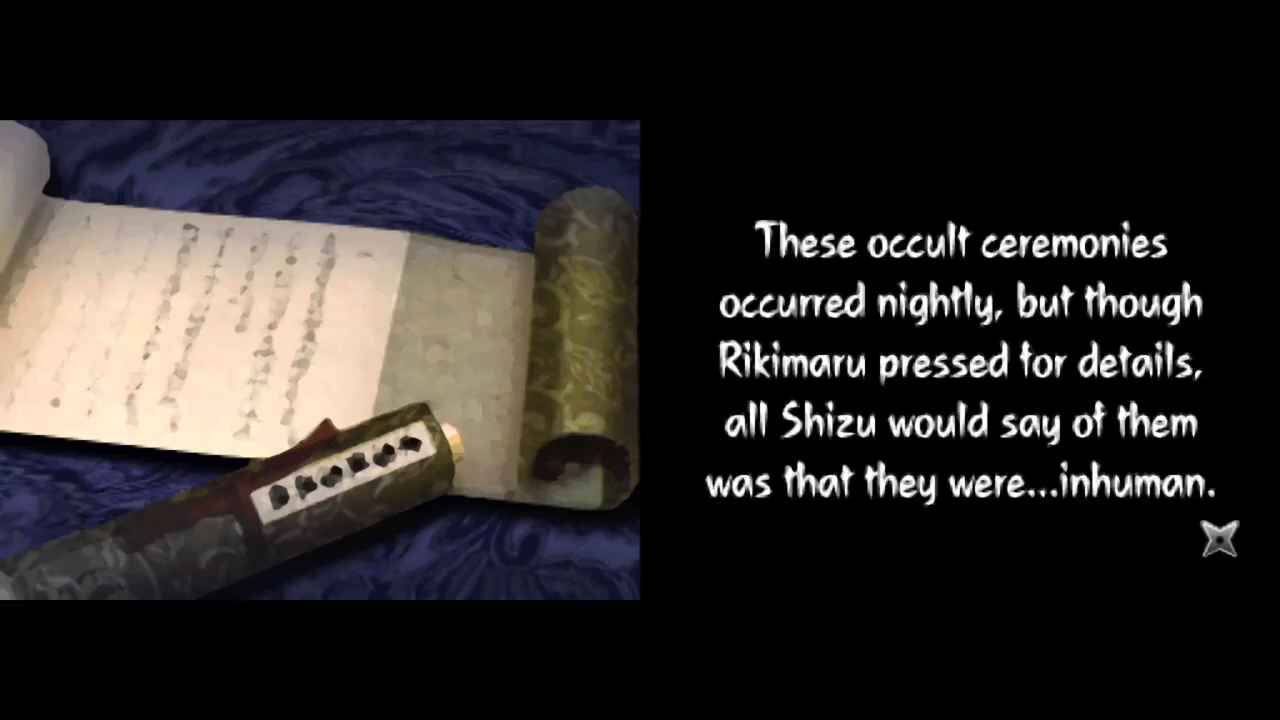 These occult ceremonies
occurred nightly, but though
Rikimaru pressed for details,
all Shizu would say of them
was that they were...inhuman.